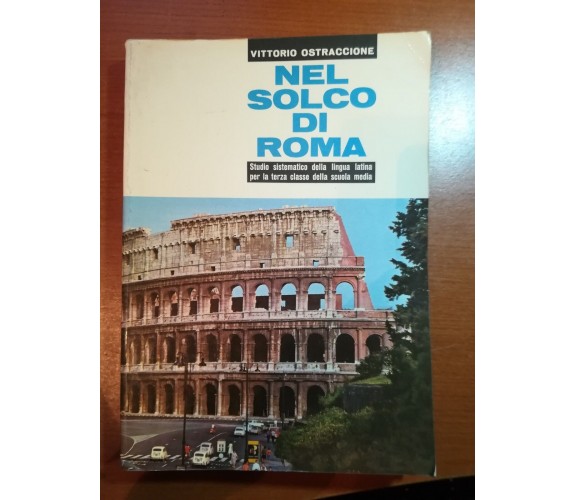 VITTORIO OSTRACCIONE
NEL
SOLCO
DI
ROMA
Studio sistematico della lingua latina
per la terza classe della scuola media